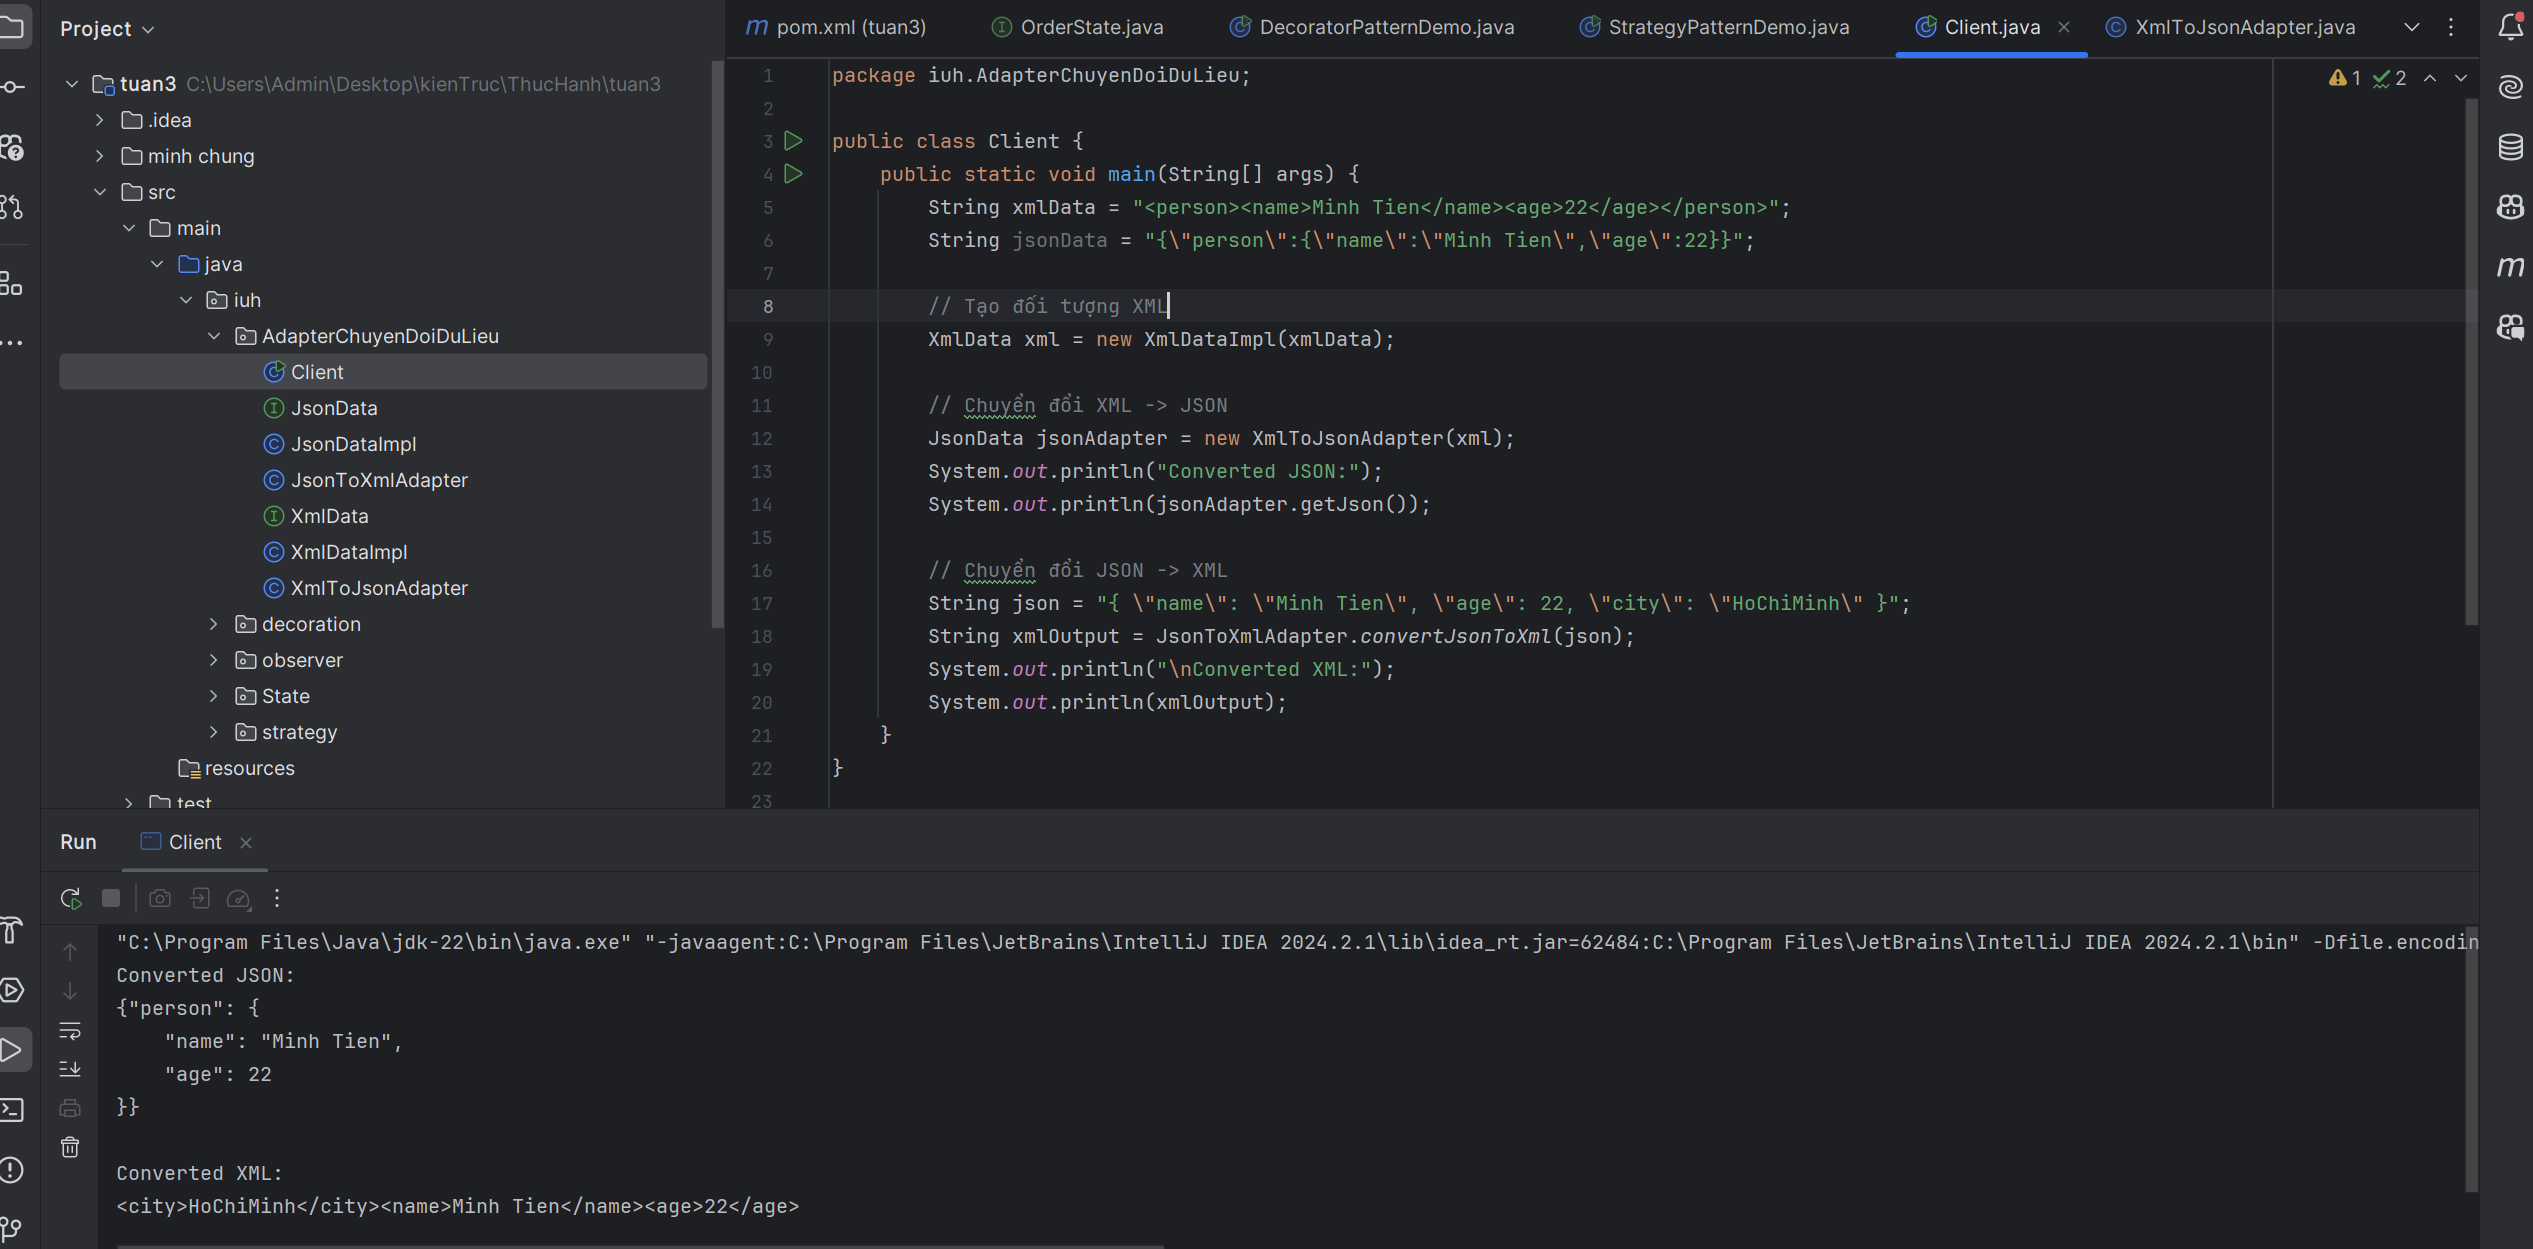 Project
tuan3 C:\Users\Admin\Desktop\kienTruc\ThucHanh\tuan3
.idea
minh chung
src
main
java
iuh
AdapterChuyenDoiDuLieu
Client
JsonData
JsonDataImpl
JsonToXmlAdapter
XmlData
XmlDataImpl
XmlToJsonAdapter
decoration
observer
State
strategy
resources
test
pom.xml (tuan3) OrderState.java DecoratorPatternDemo.java StrategyPatternDemo.java Client.java XmlToJsonAdapter.java
1 2
1 package iuh.AdapterChuyenDoiDuLieu;
2
3 public class Client {
4 public static void main(String[] args) {
5 String xmlData = "<person><name>Minh Tien</name><age>22</age></person>";
6 String jsonData = "{\"person\":{\"name\":\"Minh Tien\",\"age\":22}}";
7
8 // Tạo đối tượng XML
9 XmlData xml = new XmlDataImpl(xmlData);
10
11 // Chuyển đổi XML -> JSON
12 JsonData jsonAdapter = new XmlToJsonAdapter(xml);
13 System.out.println("Converted JSON:");
14 System.out.println(jsonAdapter.getJson());
15
16 // Chuyển đổi JSON -> XML
17 String json = "{ \"name\": \"Minh Tien\", \"age\": 22, \"city\": \"HoChiMinh\" }";
18 String xmlOutput = JsonToXmlAdapter.convertJsonToXml(json);
19 System.out.println("\nConverted XML:");
20 System.out.println(xmlOutput);
21 }
22 }
23
Run Client
"C:\Program Files\Java\jdk-22\bin\java.exe" "-javaagent:C:\Program Files\JetBrains\IntelliJ IDEA 2024.2.1\lib\idea_rt.jar=62484:C:\Program Files\JetBrains\IntelliJ IDEA 2024.2.1\bin" -Dfile.encodin
Converted JSON:
{"person": {
"name": "Minh Tien",
"age": 22
}}
Converted XML:
<city>HoChiMinh</city><name>Minh Tien</name><age>22</age>